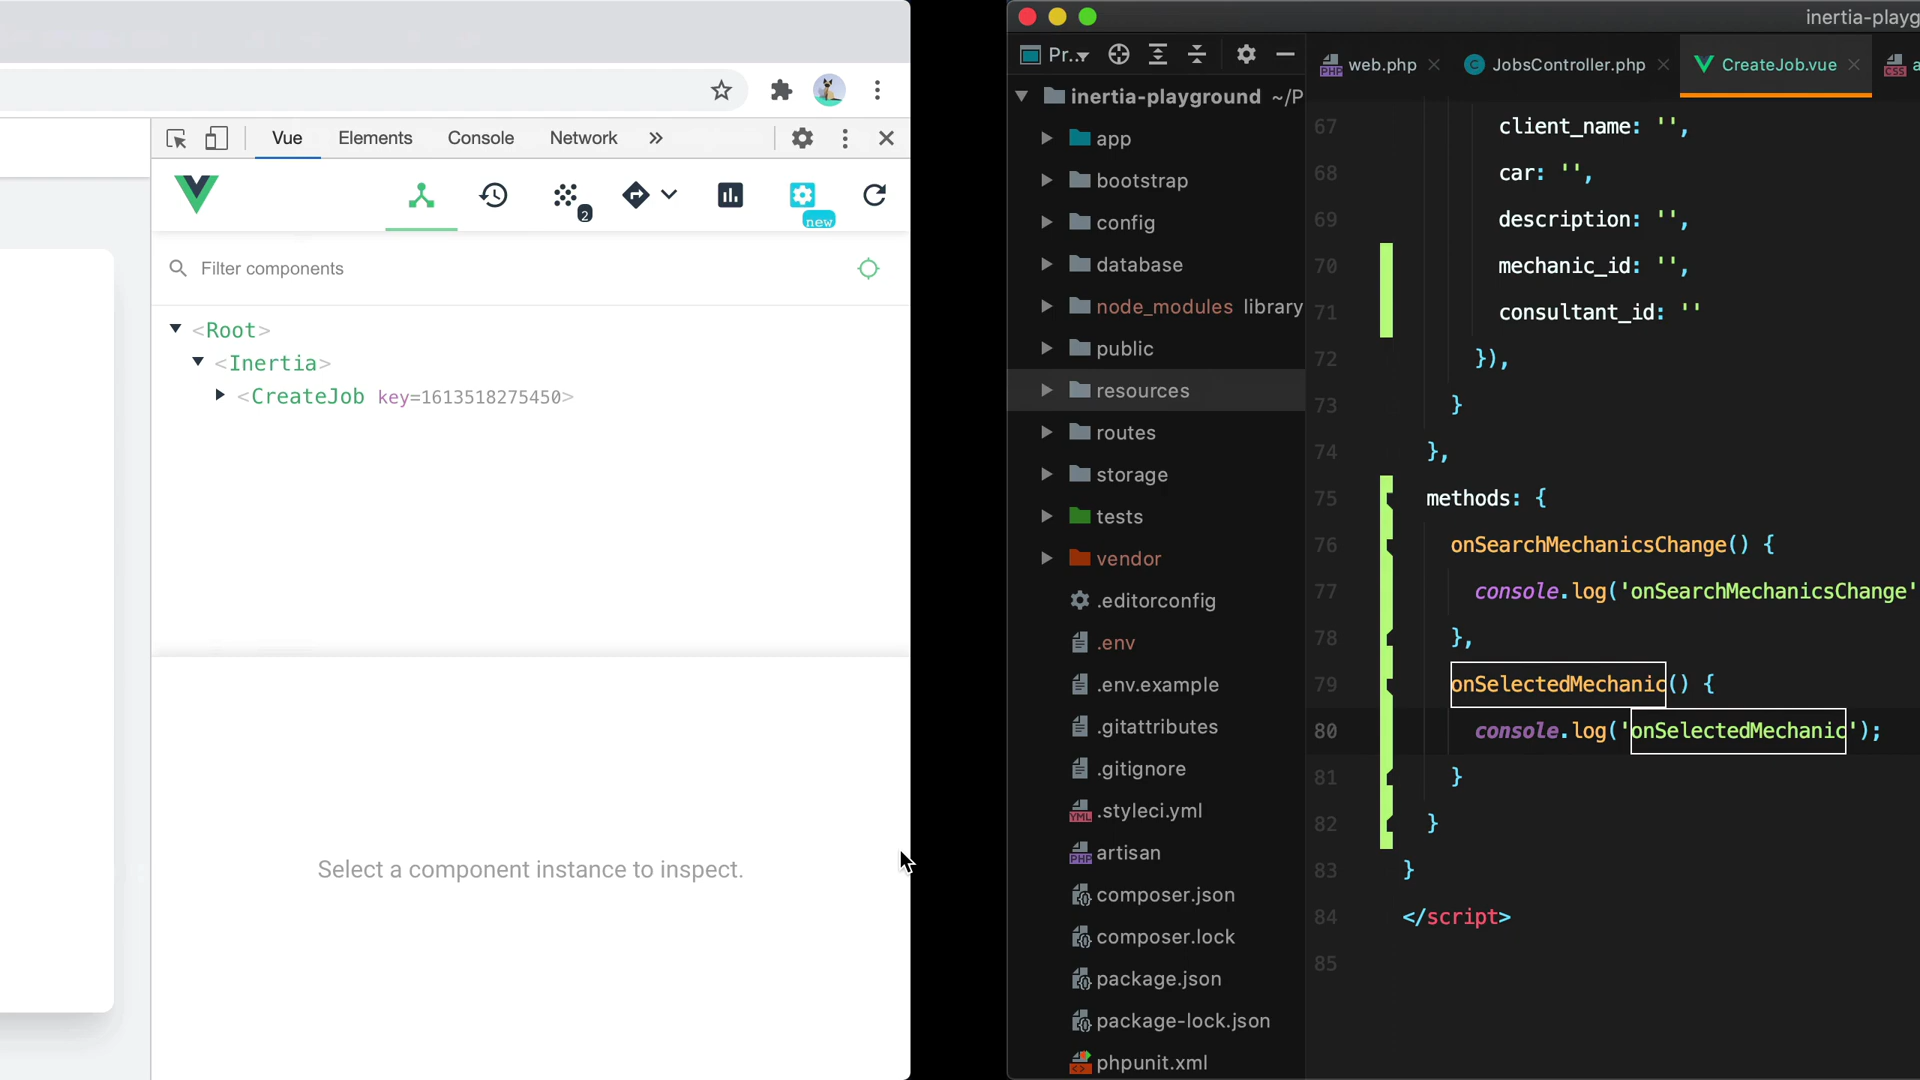 Vue Elements Console Network »
2
new
Filter components
<Root>
<Inertia>
<CreateJob key=1613518275450>
Select a component instance to inspect.
Pr...
inertia-playground ~/P
app
bootstrap
config
database
node_modules library
public
resources
routes
storage
tests
vendor
.editorconfig
.env
.env.example
.gitattributes
.gitignore
YML .styleci.yml
PHP artisan
composer.json
composer.lock
package.json
package-lock.json
phpunit.xml
inertia-playg
PHP web.php
C JobsController.php
CreateJob.vue
CSS a
67 client_name: '',
68 car: '',
69 description: '',
70 mechanic_id: '',
71 consultant_id: ''
72 }),
73 }
74 },
75 methods: {
76 onSearchMechanicsChange() {
77 console.log('onSearchMechanicsChange'
78 },
79 onSelectedMechanic() {
80 console.log('onSelectedMechanic');
81 }
82 }
83 }
84 </script>
85